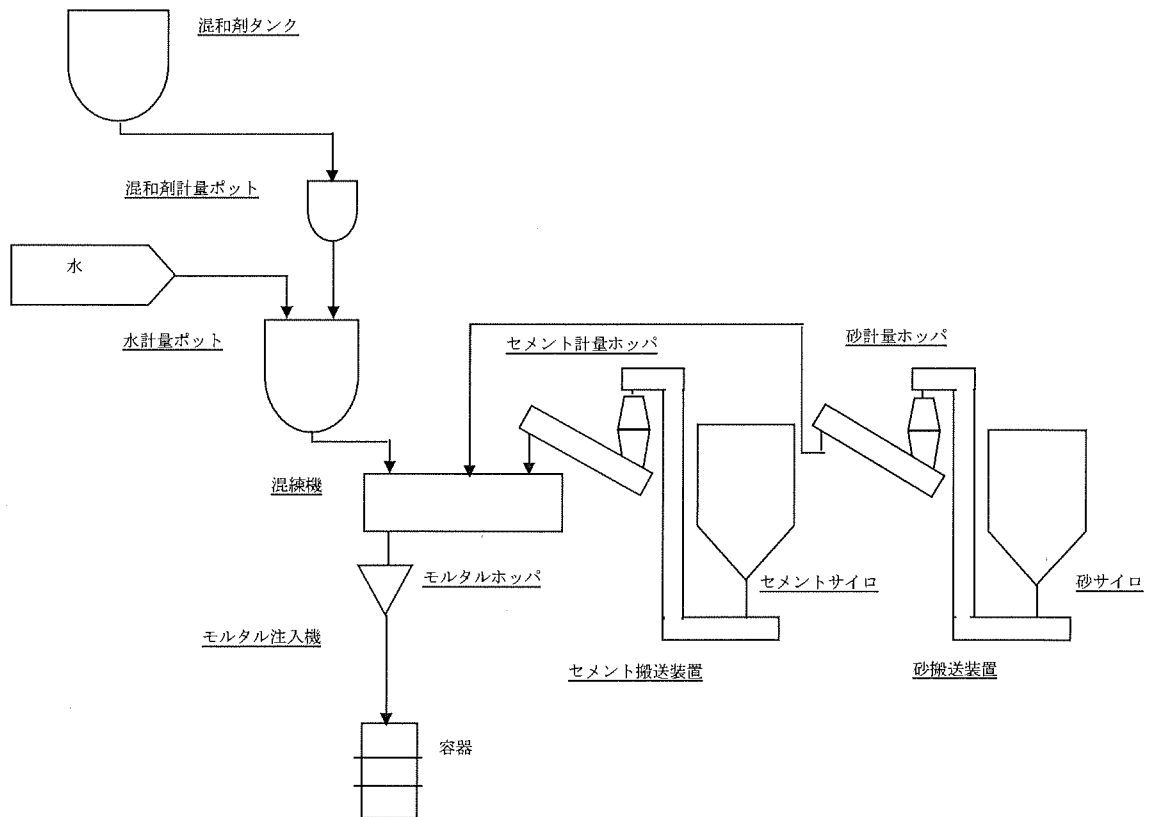 混和剤タンク
混和剤計量ポット
水
水計量ポット
セメント計量ホッパ
砂計量ホッパ
混練機
モルタルホッパ
セメントサイロ
砂サイロ
モルタル注入機
セメント搬送装置
砂搬送装置
容器